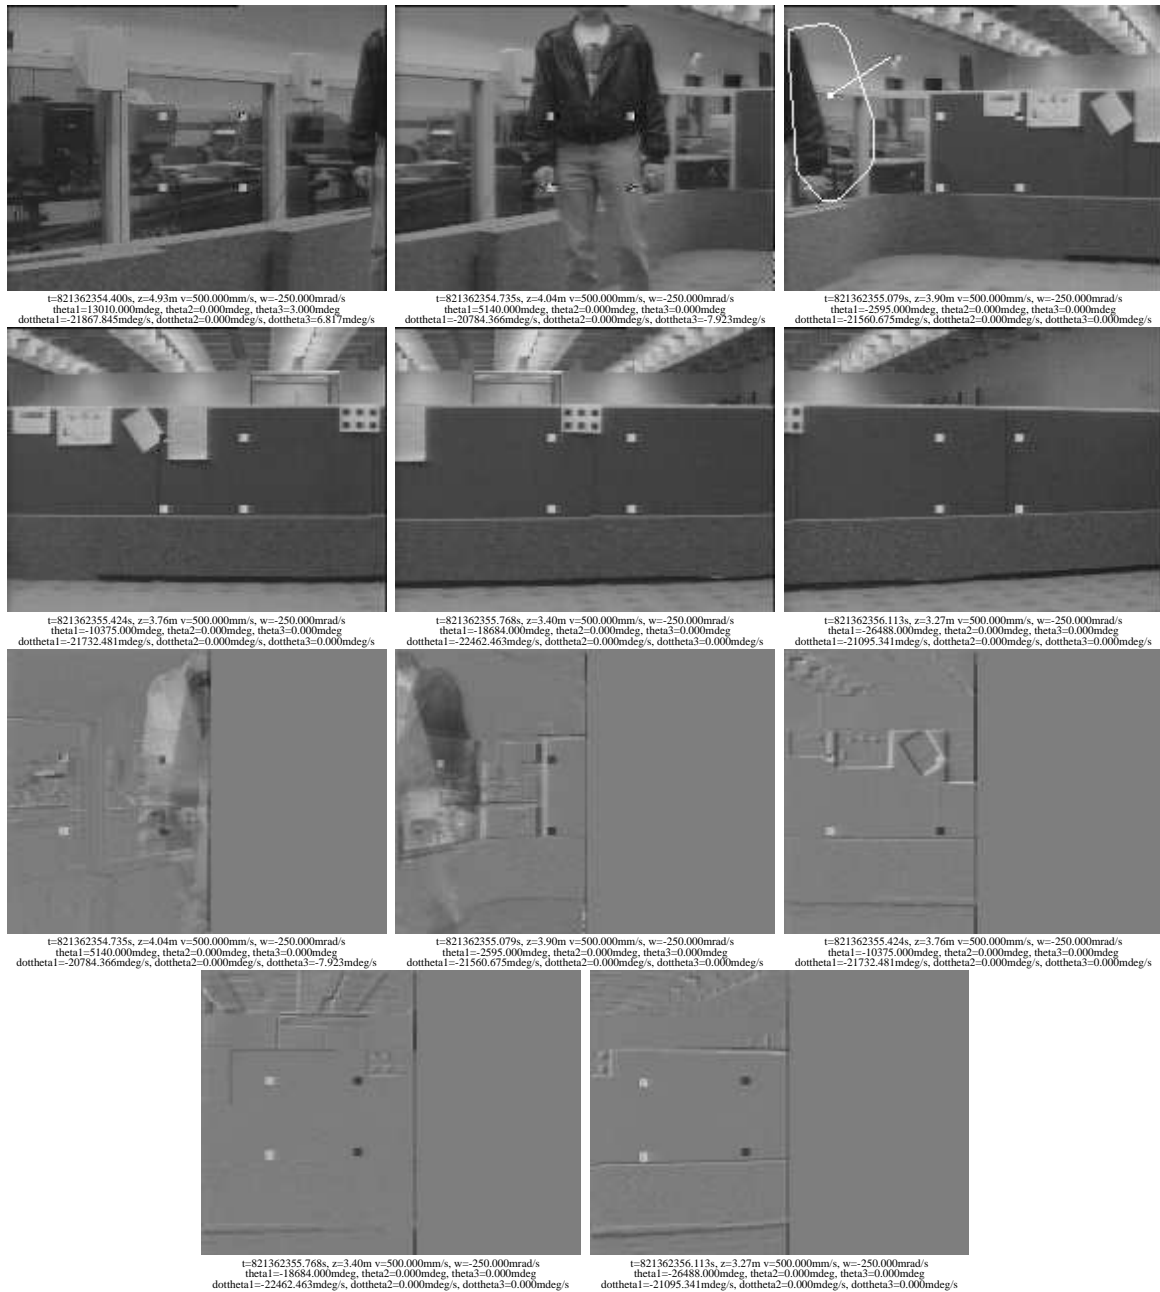 t=821362354.400s, z=4.93m v=500.000mm/s, w=-250.000mrad/s
theta1=13010.000mdeg, theta2=0.000mdeg, theta3=3.000mdeg
dottheta1=-21867.845mdeg/s, dottheta2=0.000mdeg/s, dottheta3=6.817mdeg/s
t=821362354.735s, z=4.04m v=500.000mm/s, w=-250.000mrad/s
theta1=5140.000mdeg, theta2=0.000mdeg, theta3=0.000mdeg
dottheta1=-20784.366mdeg/s, dottheta2=0.000mdeg/s, dottheta3=-7.923mdeg/s
t=821362355.079s, z=3.90m v=500.000mm/s, w=-250.000mrad/s
theta1=-2595.000mdeg, theta2=0.000mdeg, theta3=0.000mdeg
dottheta1=-21560.675mdeg/s, dottheta2=0.000mdeg/s, dottheta3=0.000mdeg/s
t=821362355.424s, z=3.76m v=500.000mm/s, w=-250.000mrad/s
theta1=-10375.000mdeg, theta2=0.000mdeg, theta3=0.000mdeg
dottheta1=-21732.481mdeg/s, dottheta2=0.000mdeg/s, dottheta3=0.000mdeg/s
t=821362355.768s, z=3.40m v=500.000mm/s, w=-250.000mrad/s
theta1=-18684.000mdeg, theta2=0.000mdeg, theta3=0.000mdeg
dottheta1=-22462.463mdeg/s, dottheta2=0.000mdeg/s, dottheta3=0.000mdeg/s
t=821362356.113s, z=3.27m v=500.000mm/s, w=-250.000mrad/s
theta1=-26488.000mdeg, theta2=0.000mdeg, theta3=0.000mdeg
dottheta1=-21095.341mdeg/s, dottheta2=0.000mdeg/s, dottheta3=0.000mdeg/s
t=821362354.735s, z=4.04m v=500.000mm/s, w=-250.000mrad/s
theta1=5140.000mdeg, theta2=0.000mdeg, theta3=0.000mdeg
dottheta1=-20784.366mdeg/s, dottheta2=0.000mdeg/s, dottheta3=-7.923mdeg/s
t=821362355.079s, z=3.90m v=500.000mm/s, w=-250.000mrad/s
theta1=-2595.000mdeg, theta2=0.000mdeg, theta3=0.000mdeg
dottheta1=-21560.675mdeg/s, dottheta2=0.000mdeg/s, dottheta3=0.000mdeg/s
t=821362355.424s, z=3.76m v=500.000mm/s, w=-250.000mrad/s
theta1=-10375.000mdeg, theta2=0.000mdeg, theta3=0.000mdeg
dottheta1=-21732.481mdeg/s, dottheta2=0.000mdeg/s, dottheta3=0.000mdeg/s
t=821362355.768s, z=3.40m v=500.000mm/s, w=-250.000mrad/s
theta1=-18684.000mdeg, theta2=0.000mdeg, theta3=0.000mdeg
dottheta1=-22462.463mdeg/s, dottheta2=0.000mdeg/s, dottheta3=0.000mdeg/s
t=821362356.113s, z=3.27m v=500.000mm/s, w=-250.000mrad/s
theta1=-26488.000mdeg, theta2=0.000mdeg, theta3=0.000mdeg
dottheta1=-21095.341mdeg/s, dottheta2=0.000mdeg/s, dottheta3=0.000mdeg/s